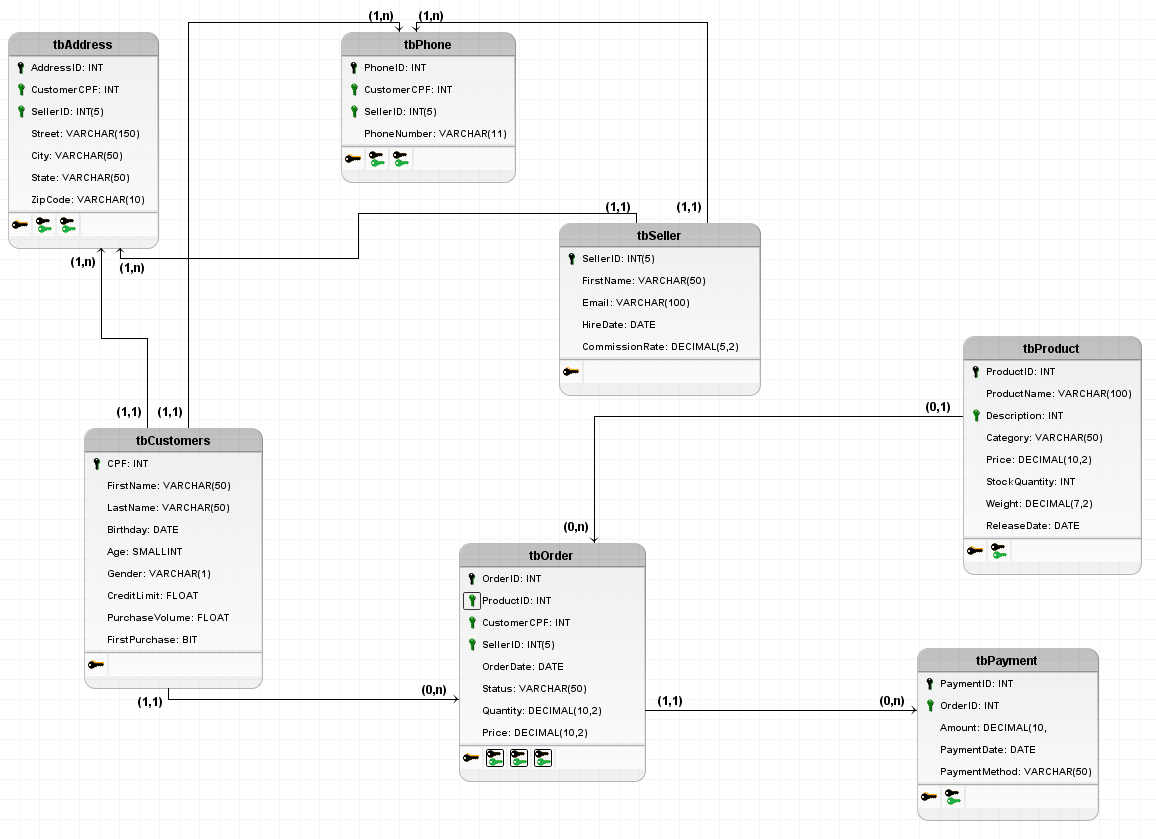 (1,n)
(1,n)
tbAddress
AddressID: INT
CustomerCPF: INT
SellerID: INT(5)
Street: VARCHAR(150)
City: VARCHAR(50)
State: VARCHAR(50)
ZipCode: VARCHAR(10)
tbPhone
PhoneID: INT
CustomerCPF: INT
SellerID: INT(5)
PhoneNumber: VARCHAR(11)
(1,1)
(1,1)
(1,n)
(1,n)
tbSeller
SellerID: INT(5)
FirstName: VARCHAR(50)
Email: VARCHAR(100)
HireDate: DATE
CommissionRate: DECIMAL(5,2)
tbProduct
ProductID: INT
ProductName: VARCHAR(100)
Description: INT
Category: VARCHAR(50)
Price: DECIMAL(10,2)
StockQuantity: INT
Weight: DECIMAL(7,2)
ReleaseDate: DATE
(0,1)
(1,1)
(1,1)
tbCustomers
CPF: INT
FirstName: VARCHAR(50)
LastName: VARCHAR(50)
Birthday: DATE
Age: SMALLINT
Gender: VARCHAR(1)
CreditLimit: FLOAT
PurchaseVolume: FLOAT
FirstPurchase: BIT
(0,n)
tbOrder
OrderID: INT
ProductID: INT
CustomerCPF: INT
SellerID: INT(5)
OrderDate: DATE
Status: VARCHAR(50)
Quantity: DECIMAL(10,2)
Price: DECIMAL(10,2)
(1,1)
(0,n)
(1,1)
(0,n)
tbPayment
PaymentID: INT
OrderID: INT
Amount: DECIMAL(10,
PaymentDate: DATE
PaymentMethod: VARCHAR(50)